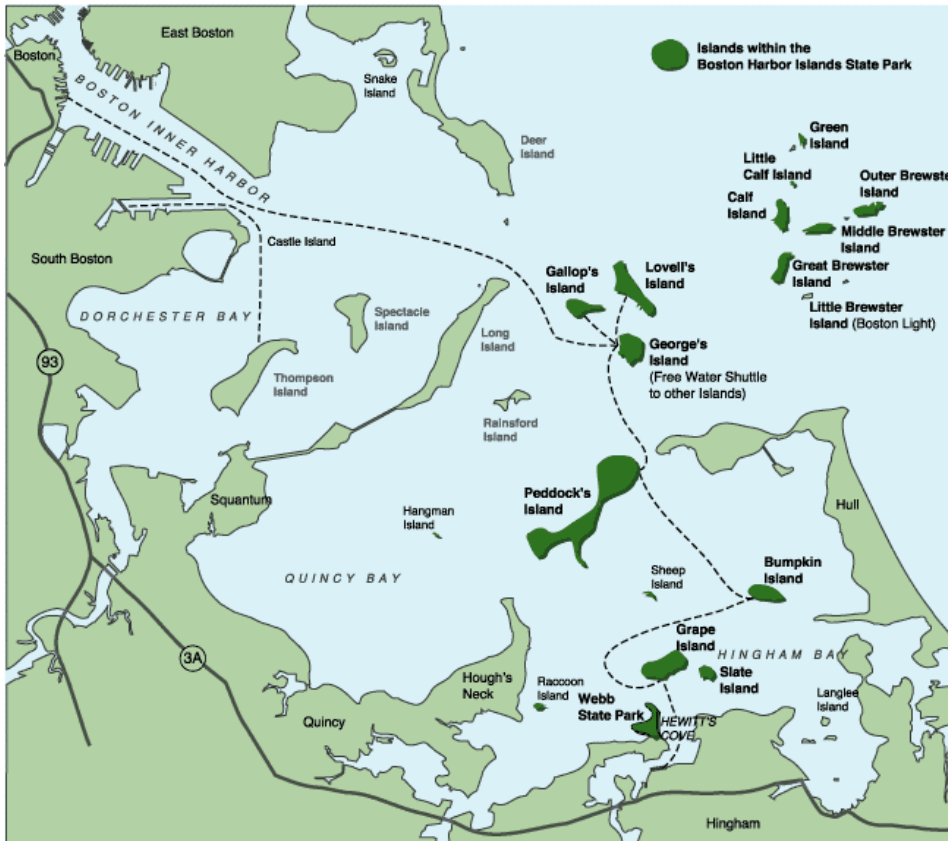 East Boston
Boston
Snake
Island
Islands within the
Boston Harbor Islands State Park
BOSTON INNER HARBOR
Deer
Island
Green
Island
Little
Calf Island
Outer Brewste
Island
Calf
Island
Middle Brewster
Island
Castle Island
South Boston
Gallop's
Island
Lovell's
Island
Great Brewster
Island
Little Brewster
Island (Boston Light)
DORCHESTER BAY
Spectacle
Island
Long
Island
George's
Island
(Free Water Shuttle
to other Islands)
93
Thompson
Island
Rainsford
Island
Squantum
Peddock's
Island
Hull
Hangman
Island
QUINCY BAY
Sheep
Island
Bumpkin
Island
Grape
Island
HINGHAM BAY
3A
Hough's
Neck
Raccoon
Island
Slate
Island
Webb
State Park
Langlee
Island
HEWITT'S
COVE
Quincy
Hingham